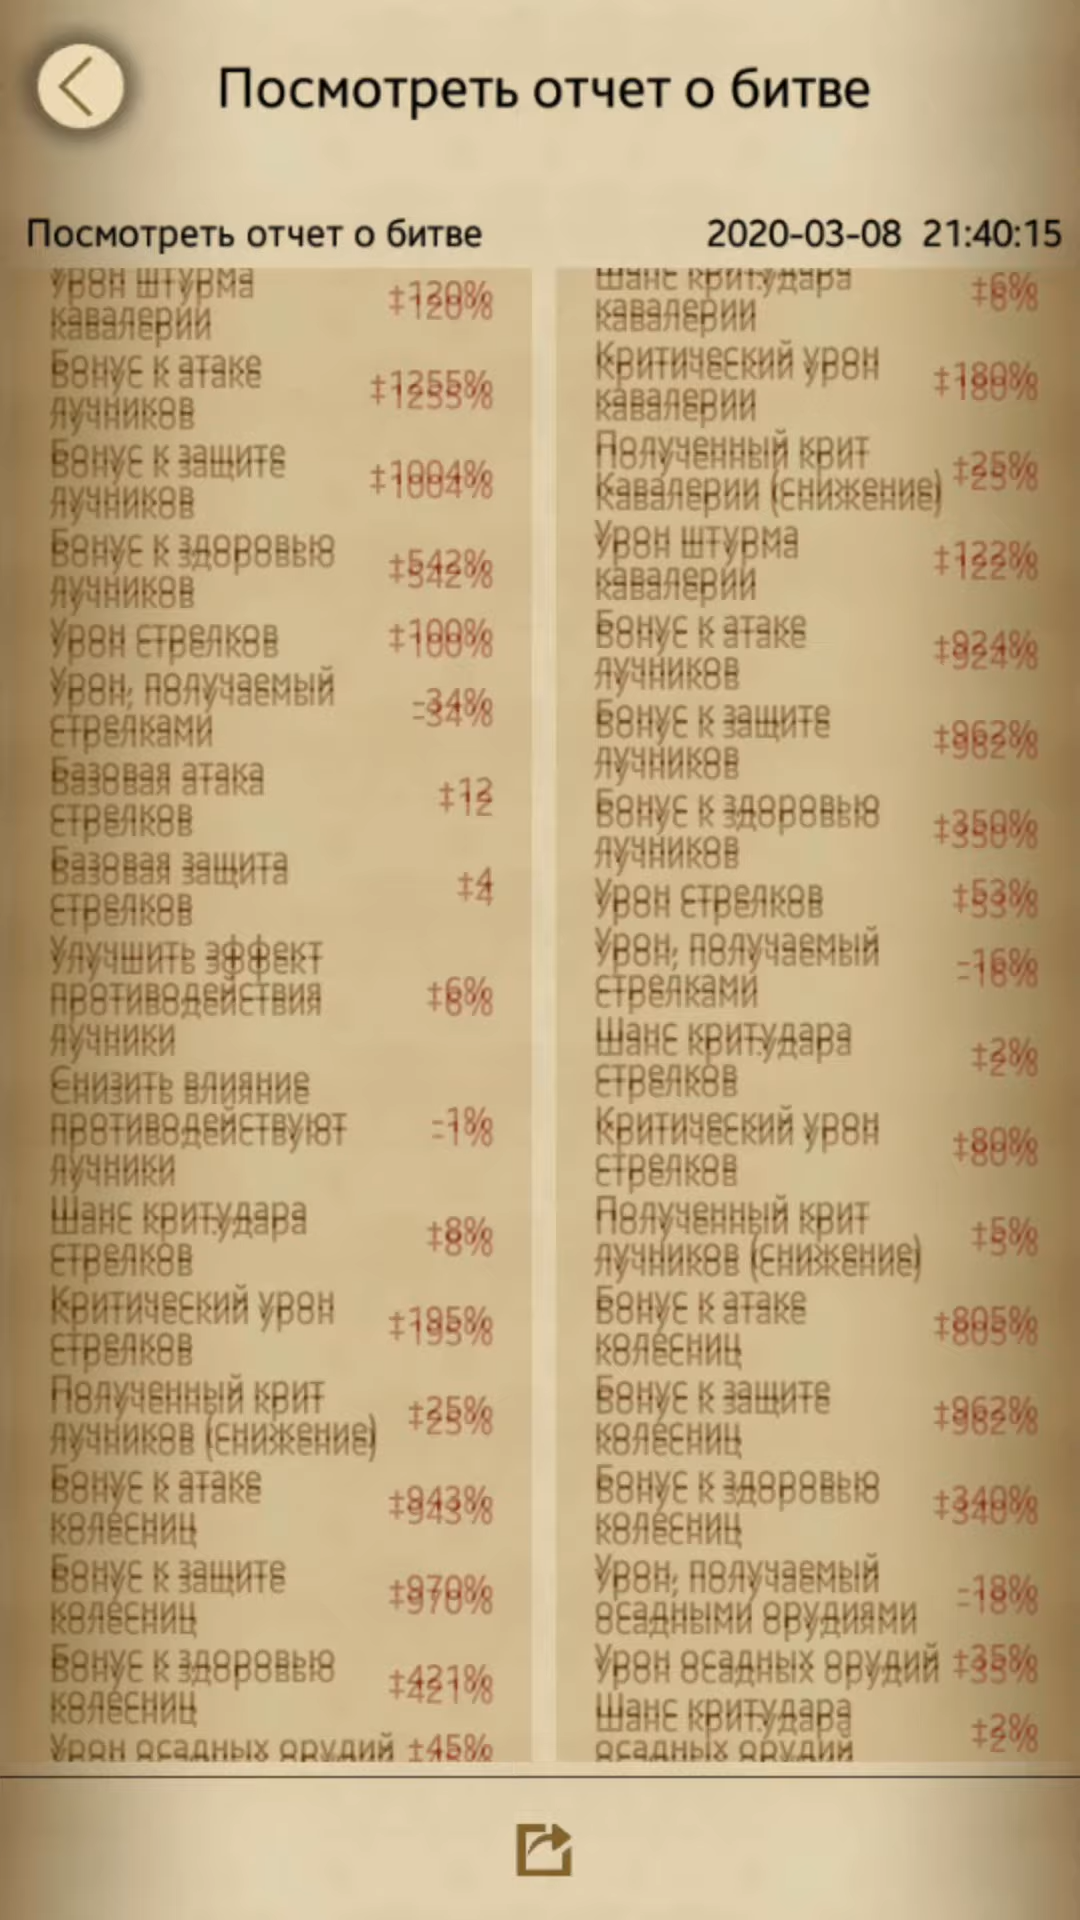 Посмотреть отчет о битве
Посмотреть отчет о битве 2020-03-08 21:40:15
Урон штурма
кавалерии
+120%
Бонус к атаке
лучников
+1255%
Бонус к защите
лучников
+1004%
Бонус к здоровью
лучников
+542%
Урон стрелков +100%
Урон, получаемый
стрелками
-34%
Базовая атака
стрелков
+12
Базовая защита
стрелков
+4
Улучшить эффект
противодействия
лучники
+6%
Снизить влияние
противодействуют
лучники
-1%
Шанс крит.удара
стрелков
+8%
Критический урон
стрелков
+195%
Полученный крит
лучников (снижение)
+25%
Бонус к атаке
колесниц
+943%
Бонус к защите
колесниц
+970%
Бонус к здоровью
колесниц
+421%
Урон осадных орудий +45%
Шанс крит.удара
кавалерии
+6%
Критический урон
кавалерии
+180%
Полученный крит
Кавалерии (снижение)
+25%
Урон штурма
кавалерии
+122%
Бонус к атаке
лучников
+924%
Бонус к защите
лучников
+962%
Бонус к здоровью
лучников
+350%
Урон стрелков +53%
Урон, получаемый
стрелками
-16%
Шанс крит.удара
стрелков
+2%
Критический урон
стрелков
+80%
Полученный крит
лучников (снижение)
+5%
Бонус к атаке
колесниц
+805%
Бонус к защите
колесниц
+962%
Бонус к здоровью
колесниц
+340%
Урон, получаемый
осадными орудиями
-18%
Урон осадных орудий +35%
Шанс крит.удара
осадных орудий
+2%